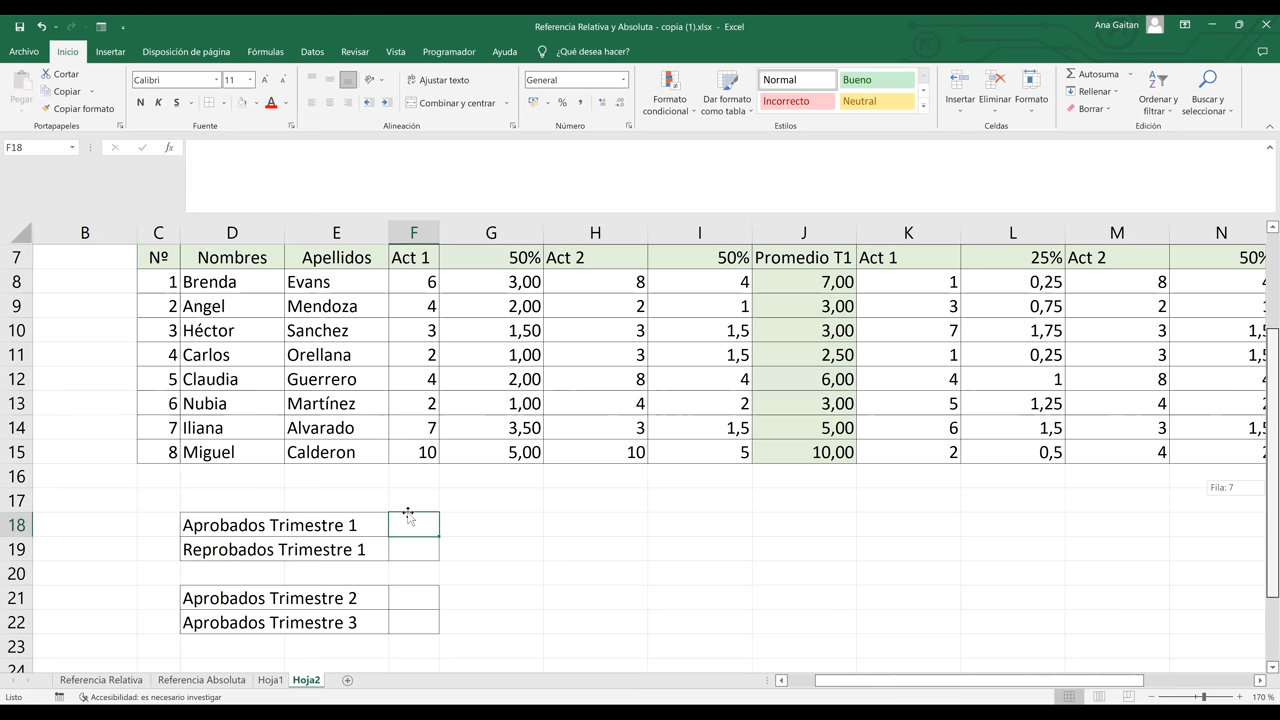 Referencia Relativa y Absoluta - copia (1).xlsx - Excel
Ana Gaitan
Archivo Inicio Insertar Disposición de página Fórmulas Datos Revisar Vista Programador Ayuda ¿Qué desea hacer?
Pegar
Cortar
Copiar
Copiar formato
Portapapeles
Calibri 11
N K S
Fuente
Ajustar texto
Combinar y centrar
Alineación
General
% 000
Número
Formato condicional
Dar formato como tabla
Normal Bueno
Incorrecto Neutral
Estilos
Insertar Eliminar Formato
Celdas
Autosuma
Rellenar
Borrar
Ordenar y filtrar
Buscar y seleccionar
Edición
F18 fx
B C D E F G H I J K L M N
7 Nº Nombres Apellidos Act 1 50% Act 2 50% Promedio T1 Act 1 25% Act 2 50%
8 1 Brenda Evans 6 3,00 8 4 7,00 1 0,25 8
9 2 Angel Mendoza 4 2,00 2 1 3,00 3 0,75 2
10 3 Héctor Sanchez 3 1,50 3 1,5 3,00 7 1,75 3 1,5
11 4 Carlos Orellana 2 1,00 3 1,5 2,50 1 0,25 3 1,5
12 5 Claudia Guerrero 4 2,00 8 4 6,00 4 1 8
13 6 Nubia Martínez 2 1,00 4 2 3,00 5 1,25 4
14 7 Iliana Alvarado 7 3,50 3 1,5 5,00 6 1,5 3 1,5
15 8 Miguel Calderon 10 5,00 10 5 10,00 2 0,5 4
16
17
Fila: 7
18 Aprobados Trimestre 1
19 Reprobados Trimestre 1
20
21 Aprobados Trimestre 2
22 Aprobados Trimestre 3
23
24
Referencia Relativa Referencia Absoluta Hoja1 Hoja2
Listo Accesibilidad: es necesario investigar 170 %